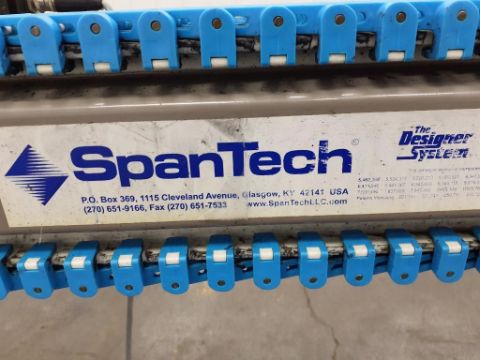 SpanTech
The
Designer
System
P.O. Box 369, 1115 Cleveland Avenue, Glasgow, KY 42141 USA
(270) 651-9166, Fax (270) 651-7533 www.SpanTechLLC.com